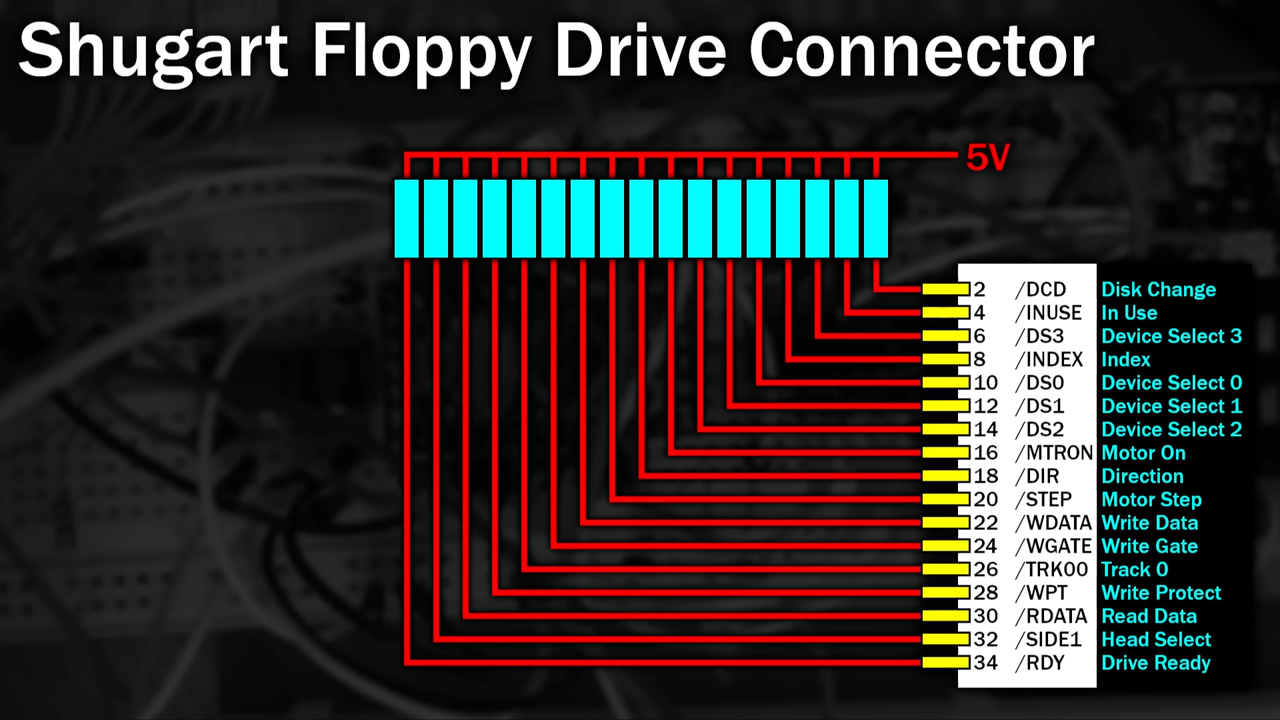 Shugart Floppy Drive Connector
5V
2 /DCD Disk Change
4 /INUSE In Use
6 /DS3 Device Select 3
8 /INDEX Index
10 /DS0 Device Select 0
12 /DS1 Device Select 1
14 /DS2 Device Select 2
16 /MTRON Motor On
18 /DIR Direction
20 /STEP Motor Step
22 /WDATA Write Data
24 /WGATE Write Gate
26 /TRK00 Track 0
28 /WPT Write Protect
30 /RDATA Read Data
32 /SIDE1 Head Select
34 /RDY Drive Ready